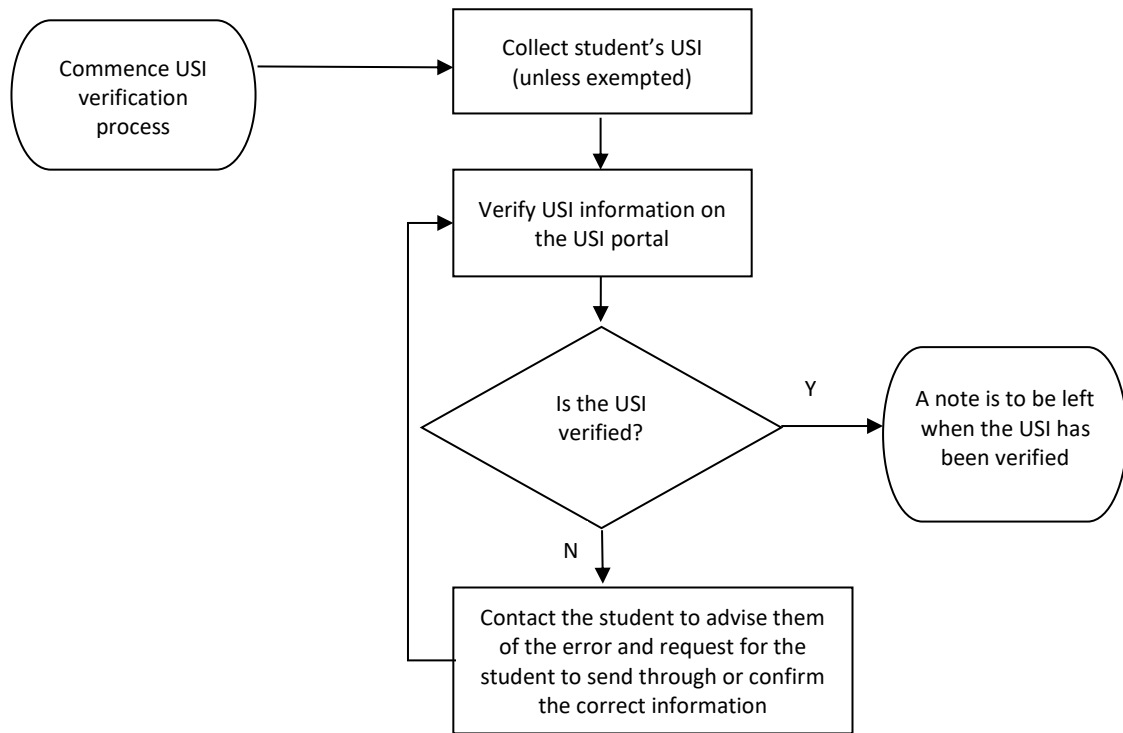 Commence USI
verification
process
Collect student’s USI
(unless exempted)
Verify USI information on
the USI portal
Is the USI
verified?
Y
A note is to be left
when the USI has
been verified
N
Contact the student to advise them
of the error and request for the
student to send through or confirm
the correct information